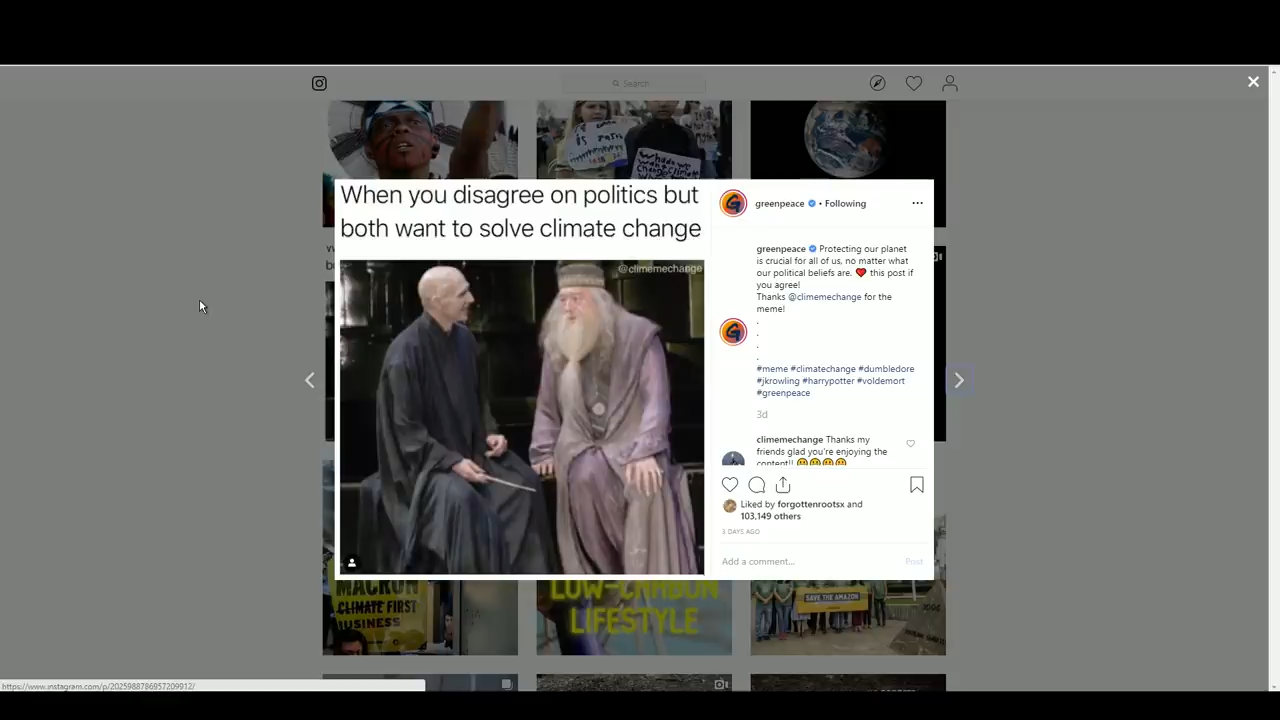 Search
When you disagree on politics but
both want to solve climate change
@climemechange
greenpeace • Following
greenpeace Protecting our planet
is crucial for all of us, no matter what
our political beliefs are. ❤️ this post if
you agree!
Thanks @climemechange for the
meme!
.
.
.
.
#meme #climatechange #dumbledore
#jkrowling #harrypotter #voldemort
#greenpeace
3d
climemechange Thanks my
friends glad you're enjoying the
content!!
Liked by forgottenrootsx and
103,149 others
3 DAYS AGO
Add a comment...
Post
MACRON
CLIMATE FIRST
BUSINESS
LOW-CARBON
LIFESTYLE
SAVE THE AMAZON
https://www.instagram.com/p/2025988786957209912/